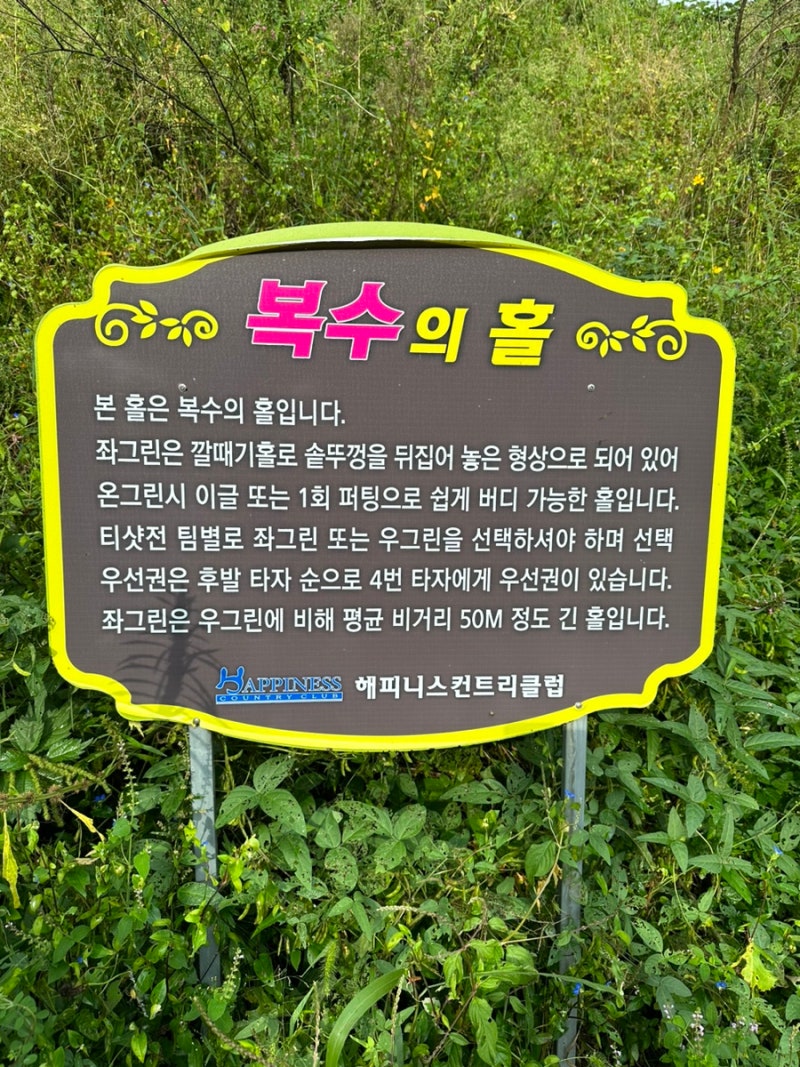 복수의 홀
본 홀은 복수의 홀입니다.
좌그린은 깔때기홀로 솥뚜껑을 뒤집어 놓은 형상으로 되어 있어
온그린시 이글 또는 1회 퍼팅으로 쉽게 버디 가능한 홀입니다.
티샷전 팀별로 좌그린 또는 우그린을 선택하셔야 하며 선택
우선권은 후발 타자 순으로 4번 타자에게 우선권이 있습니다.
좌그린은 우그린에 비해 평균 비거리 50M 정도 긴 홀입니다.
HAPPINESS 해피니스컨트리클럽
COUNTRY CLUB